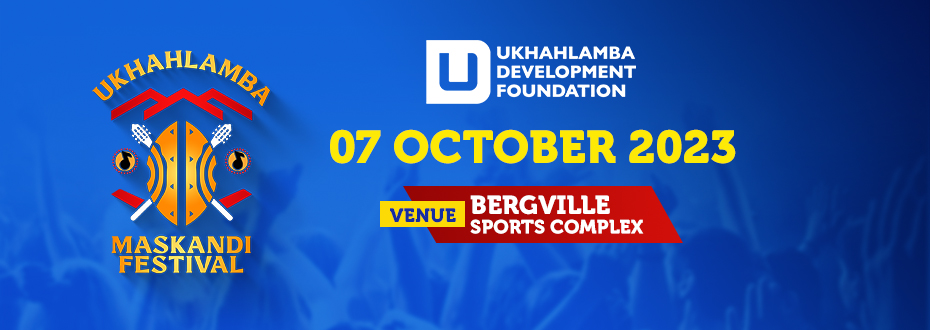 UKHAHLAMBA
MASKANDI
FESTIVAL
UKHAHLAMBA
DEVELOPMENT
FOUNDATION
07 OCTOBER 2023
VENUE
BERGVILLE
SPORTS COMPLEX